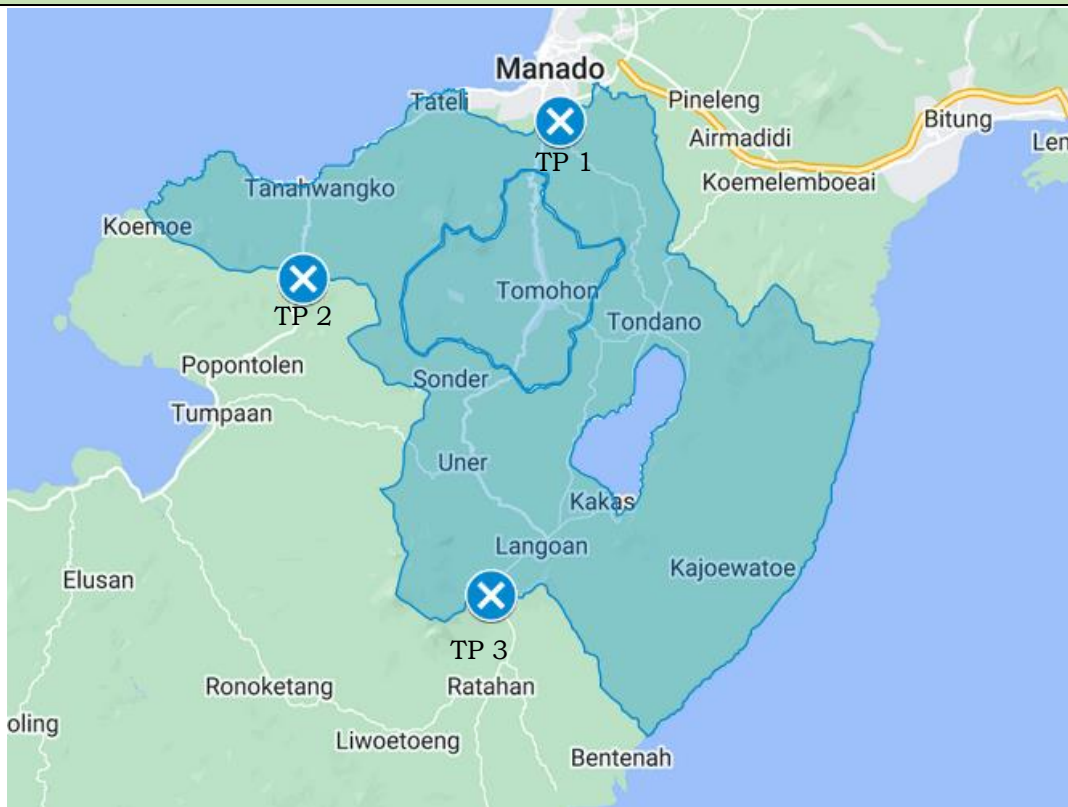 Manado
Tateli
Pineleng
Bitung
TP 1
Airmadidi
Len
Koemelemboeai
Tanahwangko
Koemoe
Tomohon
TP 2
Tondano
Popontolen
Sonder
Tumpaan
Uner
Kakas
Langoan
Kajoewatoe
Elusan
TP 3
Ronoketang
Ratahan
oling
Liwoetoeng
Bentenah